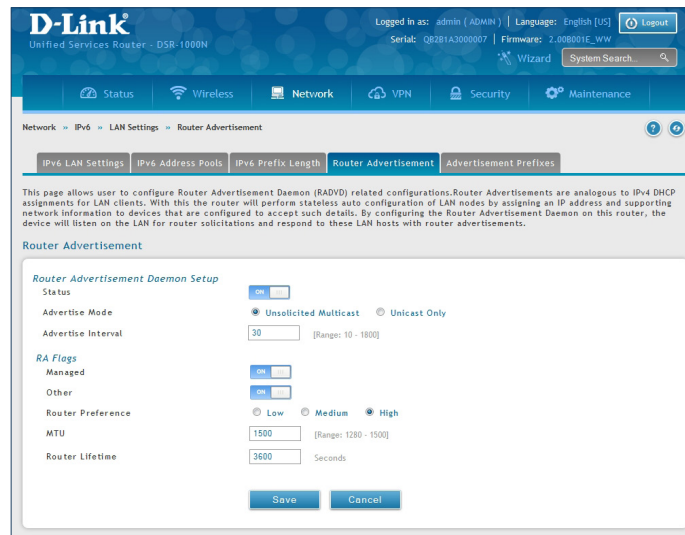 D-Link
Unified Services Router - DSR-1000N
Logged in as: admin ( ADMIN ) | Language: English [US]
Logout
Serial: QB2B1A3000007 | Firmware: 2.00B001E_WW
Wizard
System Search...
Status
Wireless
Network
VPN
Security
Maintenance
Network » IPv6 » LAN Settings » Router Advertisement
?
IPv6 LAN Settings
IPv6 Address Pools
IPv6 Prefix Length
Router Advertisement
Advertisement Prefixes
This page allows user to configure Router Advertisement Daemon (RADVD) related configurations.Router Advertisements are analogous to IPv4 DHCP
assignments for LAN clients. With this the router will perform stateless auto configuration of LAN nodes by assigning an IP address and supporting
network information to devices that are configured to accept such details. By configuring the Router Advertisement Daemon on this router, the
device will listen on the LAN for router solicitations and respond to these LAN hosts with router advertisements.
Router Advertisement
Router Advertisement Daemon Setup
Status ON
Advertise Mode Unsolicited Multicast Unicast Only
Advertise Interval 30 [Range: 10 - 1800]
RA Flags
Managed ON
Other ON
Router Preference Low Medium High
MTU 1500 [Range: 1280 - 1500]
Router Lifetime 3600 Seconds
Save Cancel